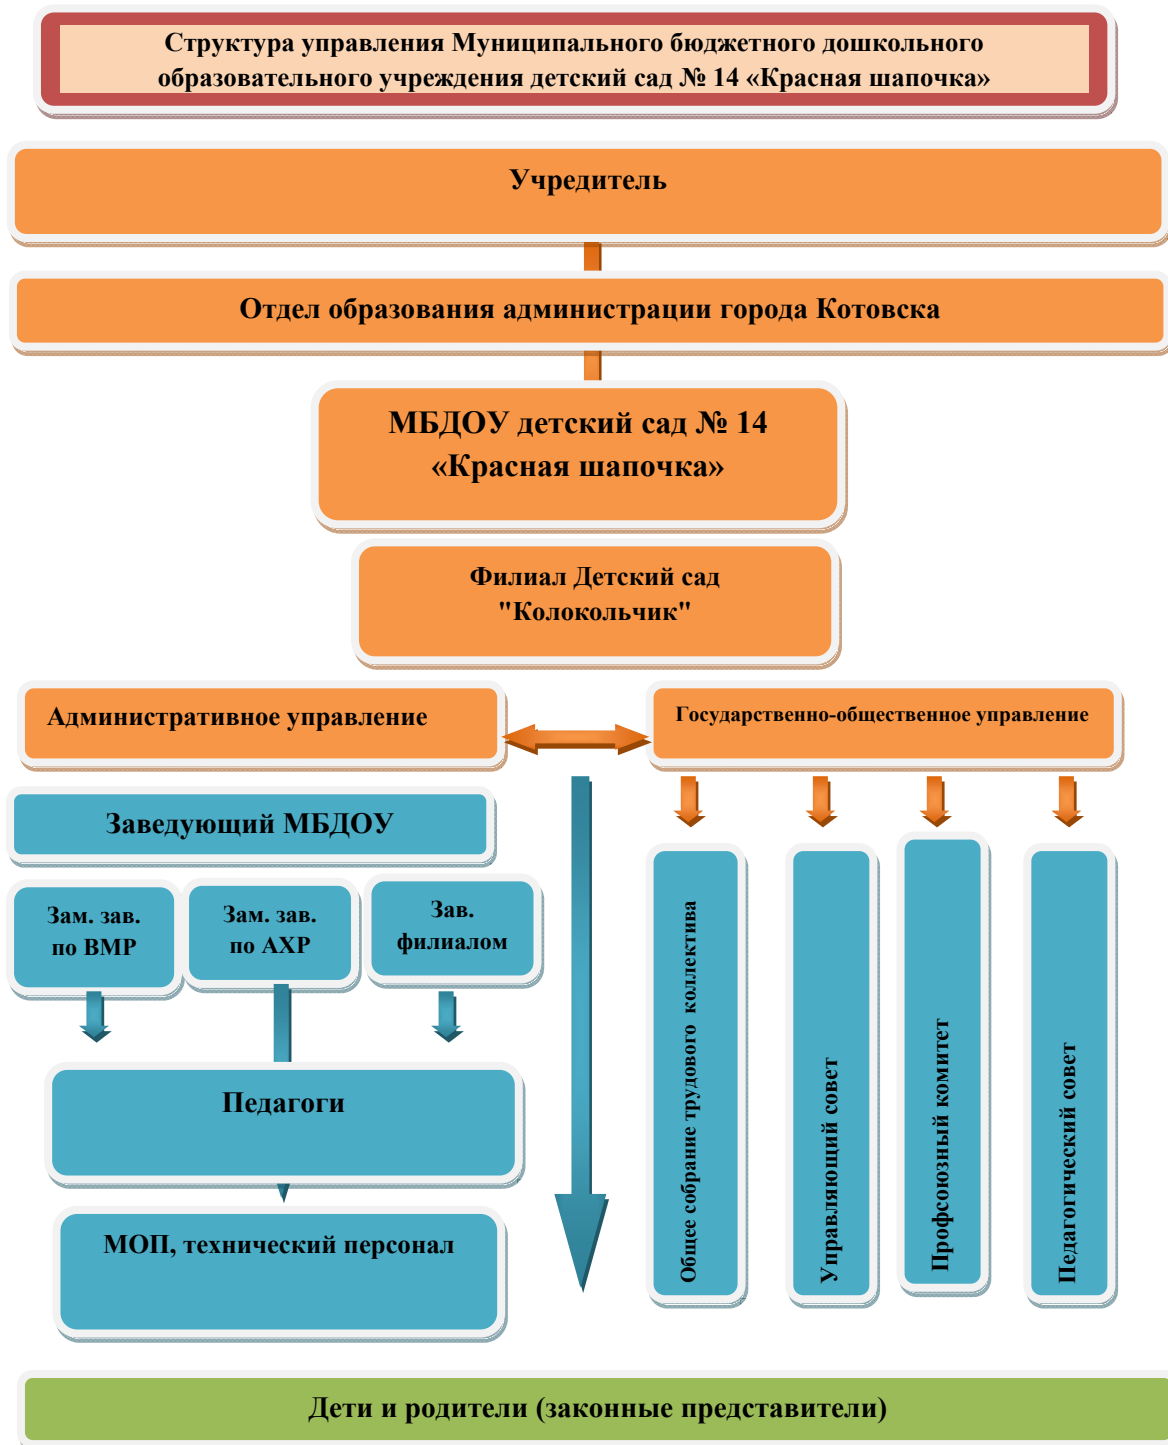 Структура управления Муниципального бюджетного дошкольного
образовательного учреждения детский сад № 14 «Красная шапочка»
Учредитель
Отдел образования администрации города Котовска
МБДОУ детский сад № 14
«Красная шапочка»
Филиал Детский сад
"Колокольчик"
Административное управление
Государственно-общественное управление
Заведующий МБДОУ
Зам. зав.
по ВМР
Зам. зав.
по АХР
Зав.
филиалом
Педагоги
МОП, технический персонал
Общее собрание трудового коллектива
Управляющий совет
Профсоюзный комитет
Педагогический совет
Дети и родители (законные представители)